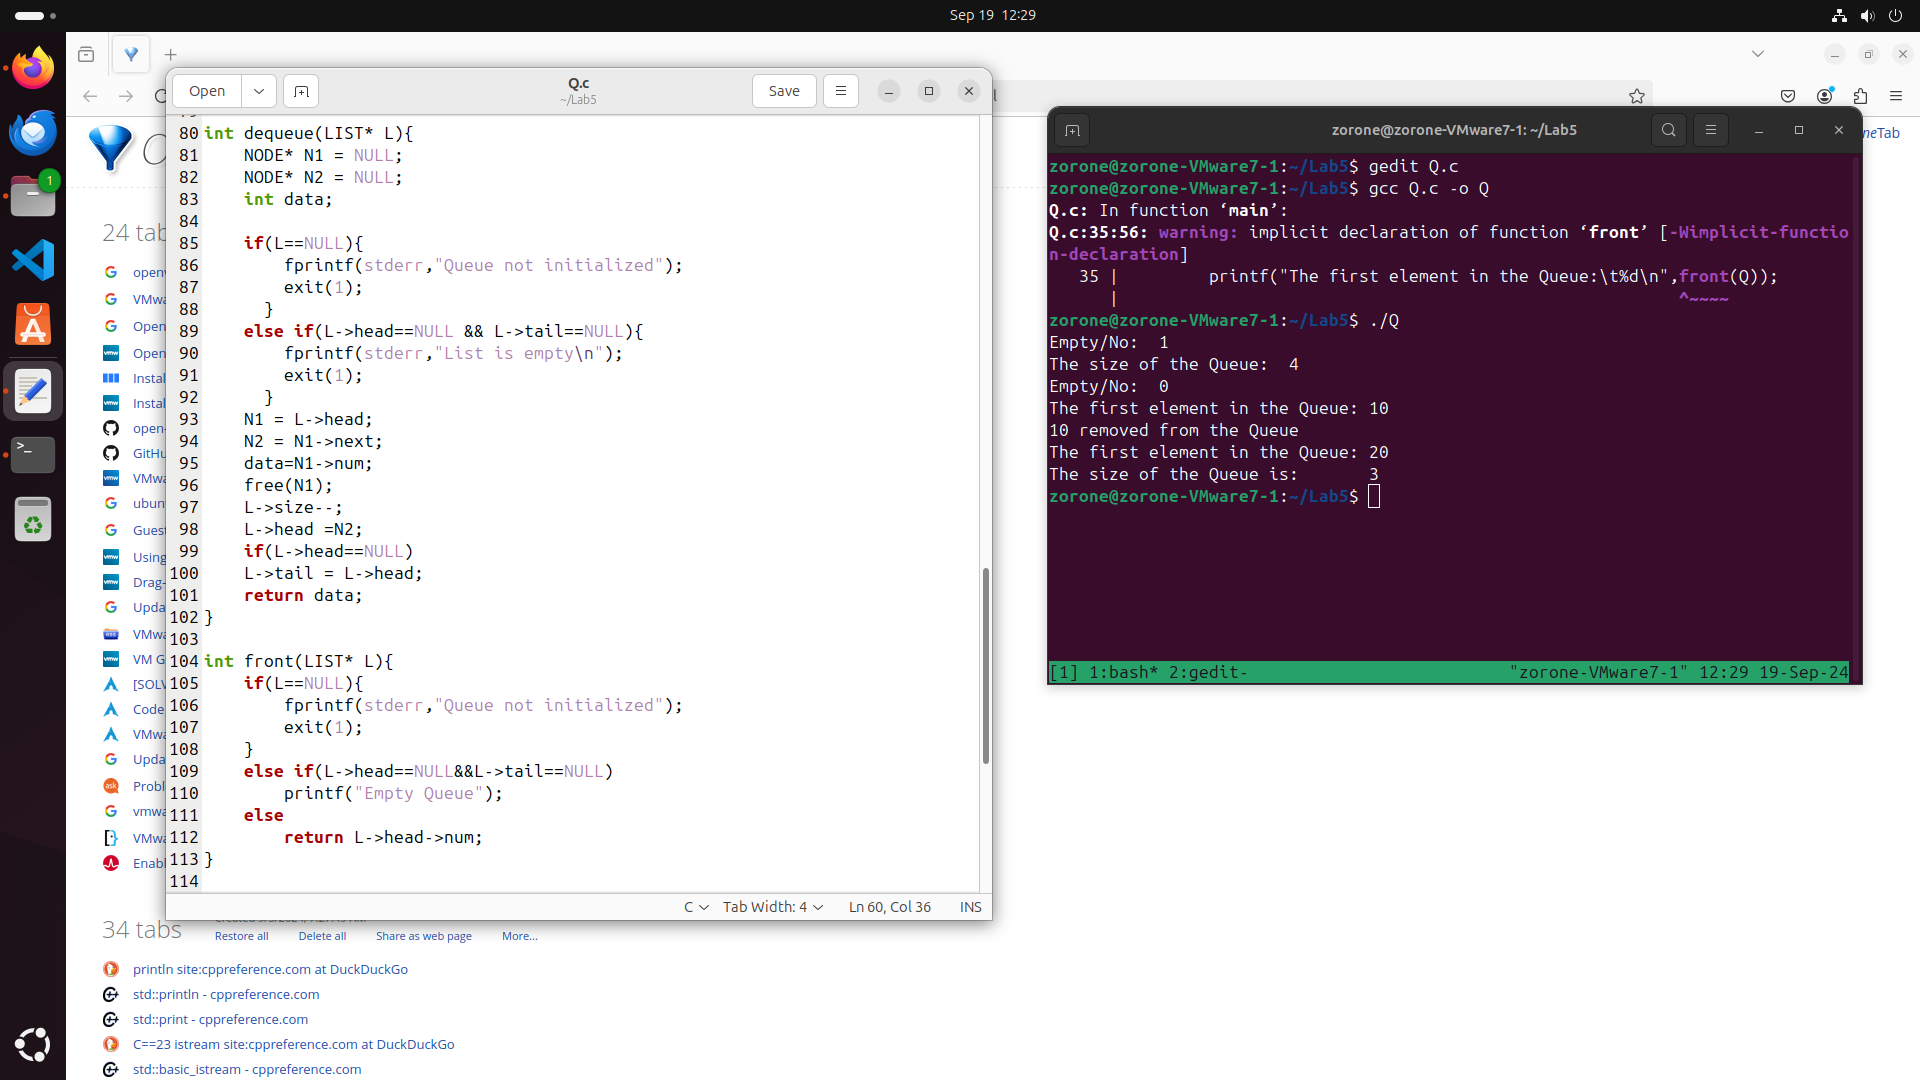 Sep 19 12:29
Open
Q.c
~/Lab5
Save
80 int dequeue(LIST* L){
81 NODE* N1 = NULL;
82 NODE* N2 = NULL;
83 int data;
84
85 if(L==NULL){
86 fprintf(stderr,"Queue not initialized");
87 exit(1);
88 }
89 else if(L->head==NULL && L->tail==NULL){
90 fprintf(stderr,"List is empty\n");
91 exit(1);
92 }
93 N1 = L->head;
94 N2 = N1->next;
95 data=N1->num;
96 free(N1);
97 L->size--;
98 L->head =N2;
99 if(L->head==NULL)
100 L->tail = L->head;
101 return data;
102 }
103
104 int front(LIST* L){
105 if(L==NULL){
106 fprintf(stderr,"Queue not initialized");
107 exit(1);
108 }
109 else if(L->head==NULL&&L->tail==NULL)
110 printf("Empty Queue");
111 else
112 return L->head->num;
113 }
114
C Tab Width: 4 Ln 60, Col 36 INS
zorone@zorone-VMware7-1: ~/Lab5
zorone@zorone-VMware7-1:~/Lab5$ gedit Q.c
zorone@zorone-VMware7-1:~/Lab5$ gcc Q.c -o Q
Q.c: In function ‘main’:
Q.c:35:56: warning: implicit declaration of function ‘front’ [-Wimplicit-functio
n-declaration]
35 | printf("The first element in the Queue:\t%d\n",front(Q));
| ^~~~~
zorone@zorone-VMware7-1:~/Lab5$ ./Q
Empty/No: 1
The size of the Queue: 4
Empty/No: 0
The first element in the Queue: 10
10 removed from the Queue
The first element in the Queue: 20
The size of the Queue is: 3
zorone@zorone-VMware7-1:~/Lab5$
[1] 1:bash* 2:gedit- "zorone-VMware7-1" 12:29 19-Sep-24
1
24 tab
openv
VMwa
Open
Open
Instal
Instal
open-
GitHu
VMwa
ubun
Guest
Using
Drag-
Upda
VMwa
VM G
[SOLV
Code
VMwa
Upda
Probl
vmwa
VMwa
Enabl
34 tabs
Restore all Delete all Share as web page More...
println site:cppreference.com at DuckDuckGo
std::println - cppreference.com
std::print - cppreference.com
C==23 istream site:cppreference.com at DuckDuckGo
std::basic_istream - cppreference.com
neTab